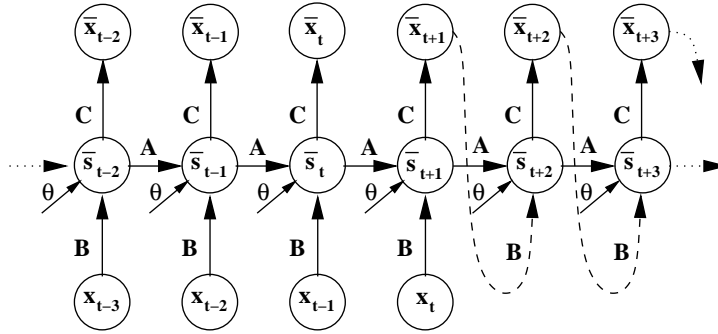 x̄t−2 x̄t−1 x̄t x̄t+1 x̄t+2 x̄t+3
C C C C C C
A A A A A
s̄t−2 s̄t−1 s̄t s̄t+1 s̄t+2 s̄t+3
θ θ θ θ θ θ
B B B B B B
xt−3 xt−2 xt−1 xt